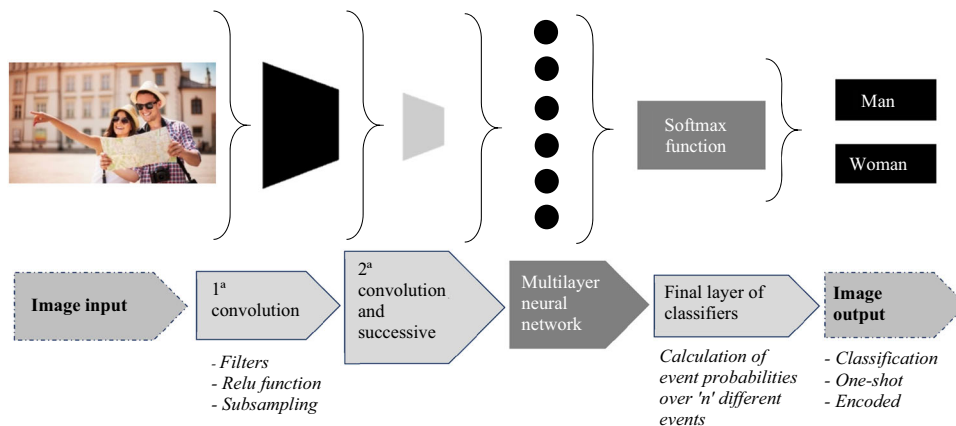 Softmax
function
Man
Woman
Image input
1ª
convolution
2ª
convolution
and
successive
Multilayer
neural
network
Final layer of
classifiers
Image
output
- Filters
- Relu function
- Subsampling
Calculation of
event probabilities
over 'n' different
events
- Classification
- One-shot
- Encoded